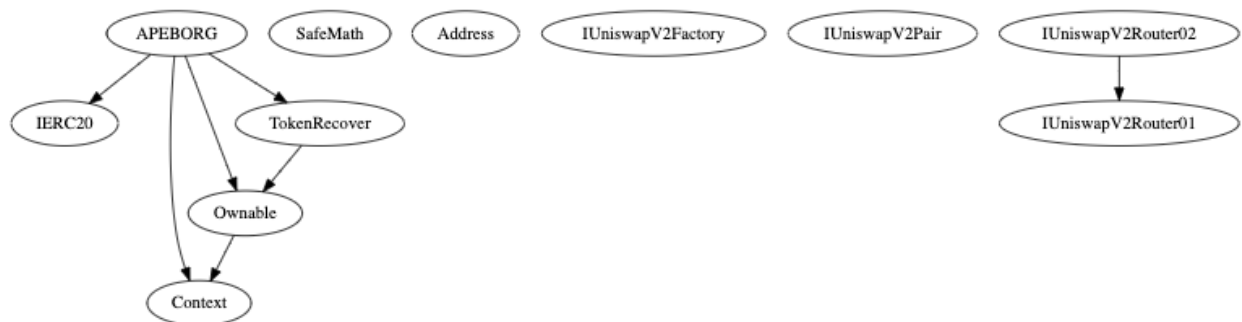 APEBORG
SafeMath
Address
IUniswapV2Factory
IUniswapV2Pair
IUniswapV2Router02
IERC20
TokenRecover
IUniswapV2Router01
Ownable
Context